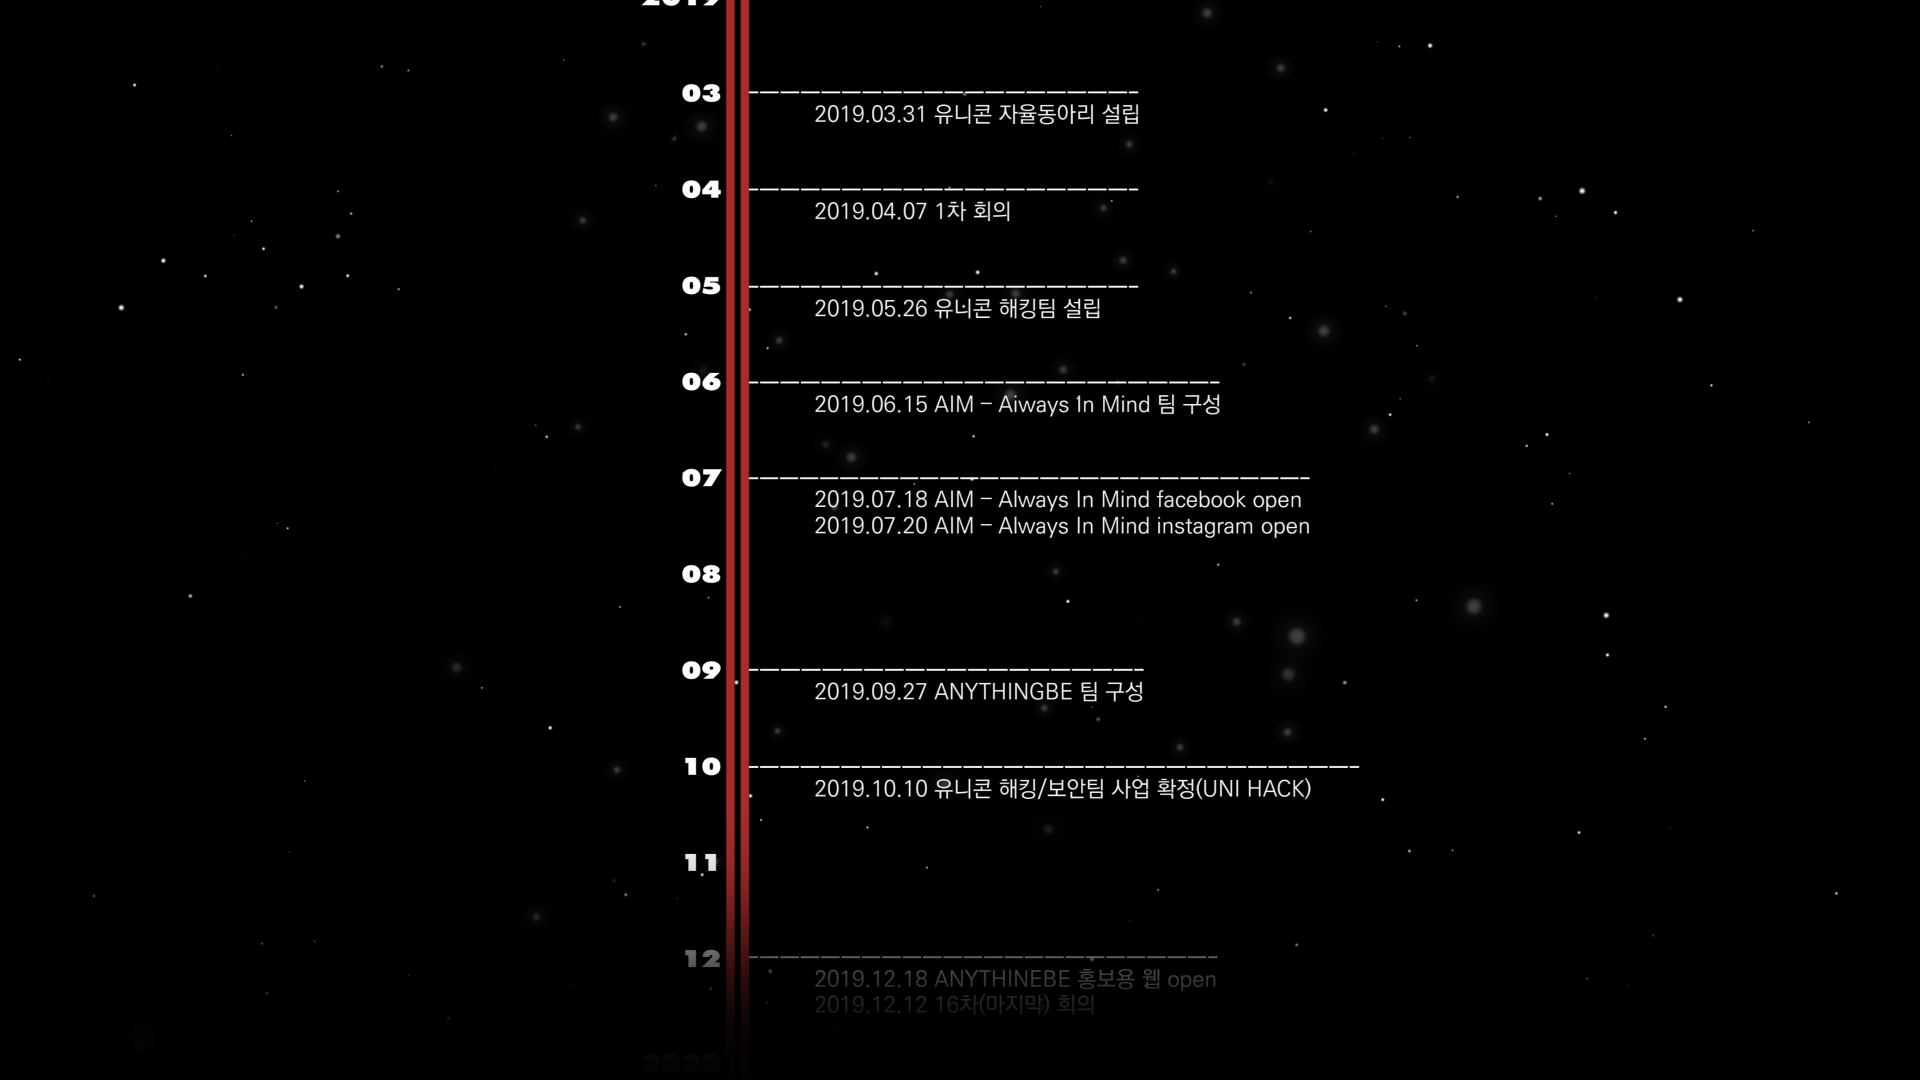 2019
03
2019.03.31 유니콘 자율동아리 설립
04
2019.04.07 1차 회의
05
2019.05.26 유니콘 해킹팀 설립
06
2019.06.15 AIM - Aiways 1n Mind 팀 구성
07
2019.07.18 AIM - Always In Mind facebook open
2019.07.20 AIM - Always In Mind instagram open
08
09
2019.09.27 ANYTHINGBE 팀 구성
10
2019.10.10 유니콘 해킹/보안팀 사업 확정(UNI HACK)
11
12
2019.12.18 ANYTHINEBE 홍보용 웹 open
2019.12.12 16차(마지막) 회의
2020